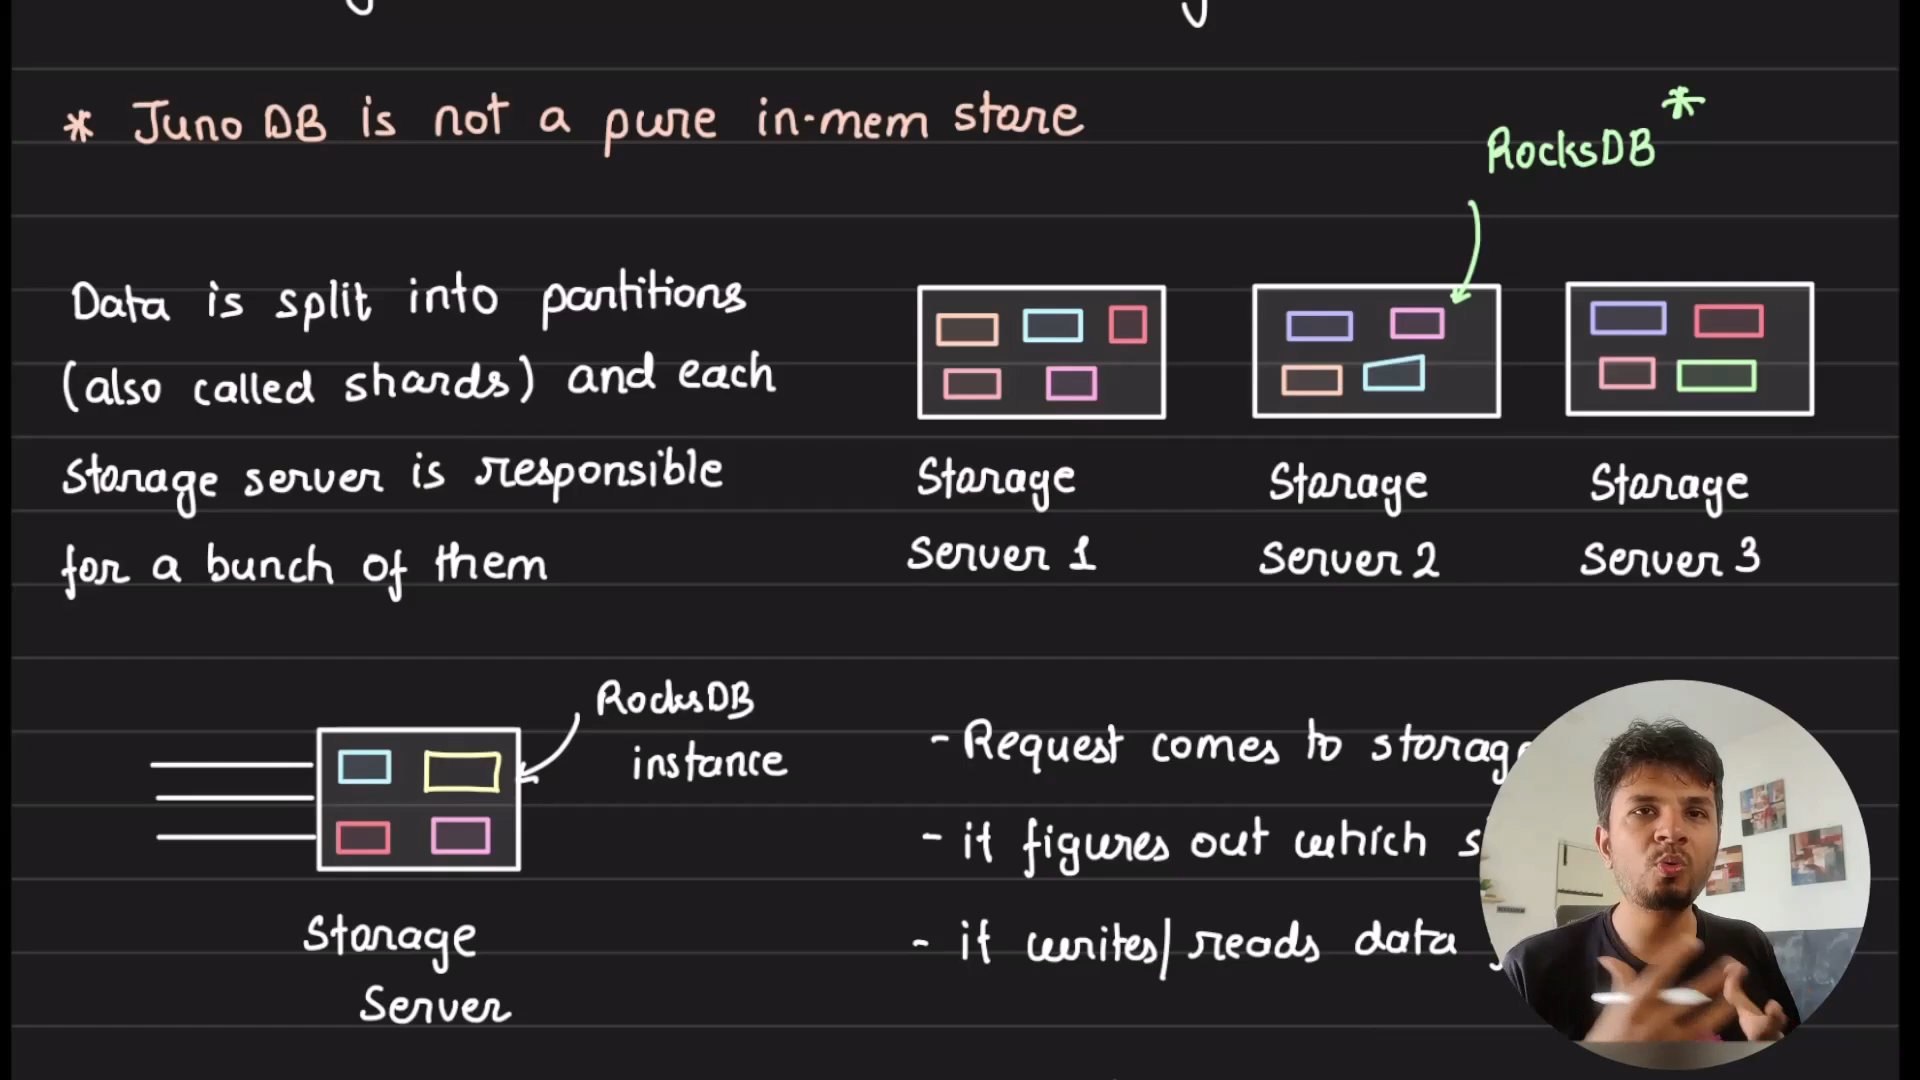 * Juno DB is not a pure in-mem store
RocksDB *
Data is split into partitions
(also called shards) and each
storage server is responsible
for a bunch of them
Storage Server 1
Storage Server 2
Storage Server 3
RocksDB
instance
Storage
Server
- Request comes to storage
- it figures out which
- it writes/reads data